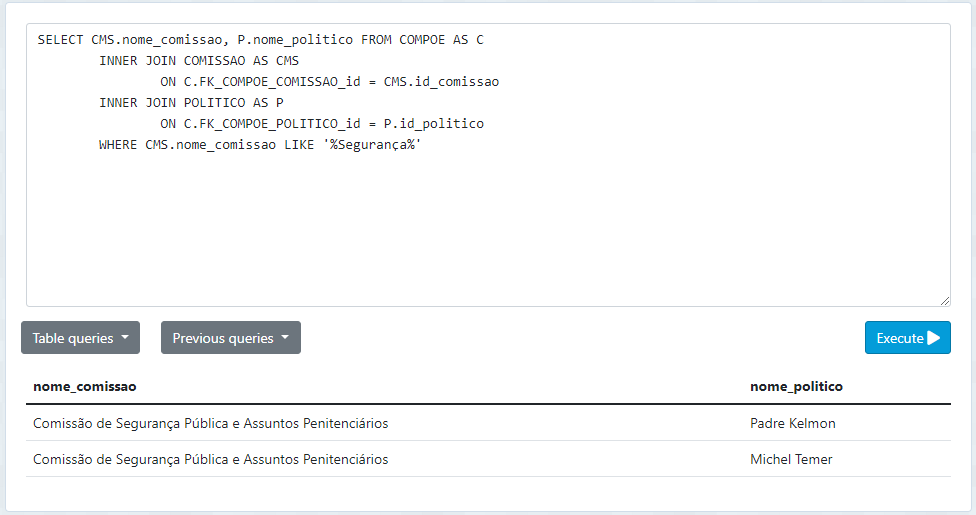 SELECT CMS.nome_comissao, P.nome_politico FROM COMPOE AS C
INNER JOIN COMISSAO AS CMS
ON C.FK_COMPOE_COMISSAO_id = CMS.id_comissao
INNER JOIN POLITICO AS P
ON C.FK_COMPOE_POLITICO_id = P.id_politico
WHERE CMS.nome_comissao LIKE '%Segurança%'
Table queries Previous queries Execute
nome_comissao nome_politico
Comissão de Segurança Pública e Assuntos Penitenciários Padre Kelmon
Comissão de Segurança Pública e Assuntos Penitenciários Michel Temer